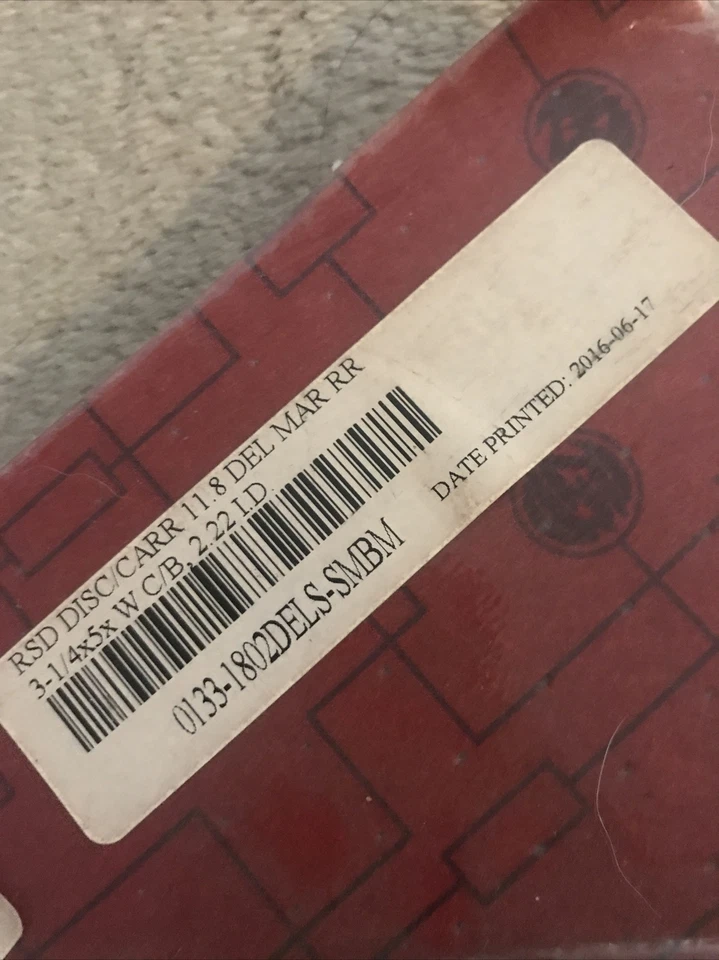 RSD DISC/CARR 11.8 DEL MAR RR
3-1/4x5x W C/B, 2.22 I.D
0133-1802DELS-SMBM
DATE PRINTED: 2016-06-17